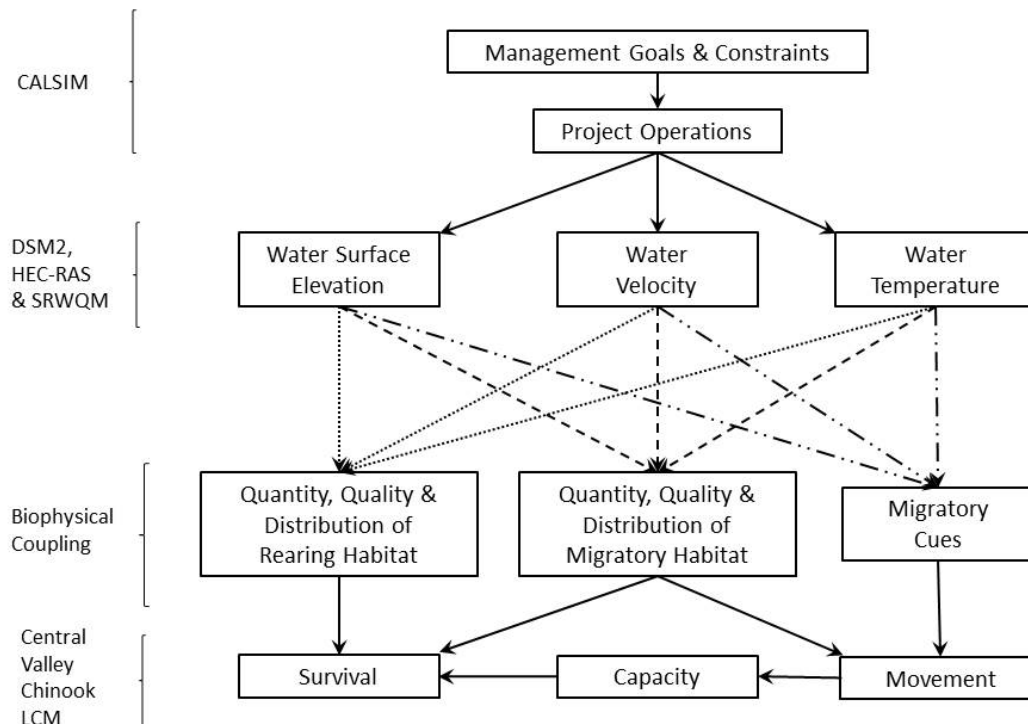 CALSIM
Management Goals & Constraints
Project Operations
DSM2,
HEC-RAS
& SRWQM
Water Surface
Elevation
Water
Velocity
Water
Temperature
Biophysical
Coupling
Quantity, Quality &
Distribution of
Rearing Habitat
Quantity, Quality &
Distribution of
Migratory Habitat
Migratory
Cues
Central
Valley
Chinook
LCM
Survival
Capacity
Movement